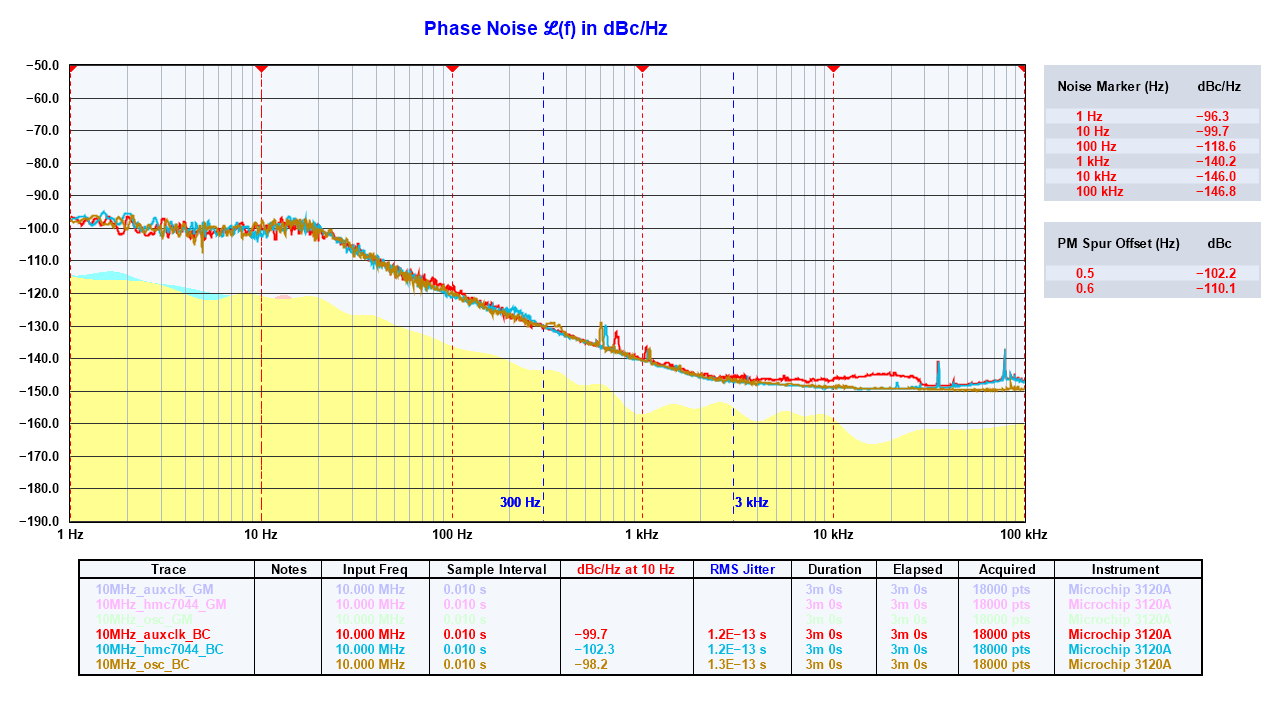 Phase Noise ℒ(f) in dBc/Hz
−50.0
−60.0
−70.0
−80.0
−90.0
−100.0
−110.0
−120.0
−130.0
−140.0
−150.0
−160.0
−170.0
−180.0
−190.0
300 Hz 3 kHz
1 Hz 10 Hz 100 Hz 1 kHz 10 kHz 100 kHz
Noise Marker (Hz) dBc/Hz
1 Hz −96.3
10 Hz −99.7
100 Hz −118.6
1 kHz −140.2
10 kHz −146.0
100 kHz −146.8
PM Spur Offset (Hz) dBc
0.5 −102.2
0.6 −110.1
Trace Notes Input Freq Sample Interval dBc/Hz at 10 Hz RMS Jitter Duration Elapsed Acquired Instrument
10MHz_auxclk_GM 10.000 MHz 0.010 s 3m 0s 3m 0s 18000 pts Microchip 3120A
10MHz_hmc7044_GM 10.000 MHz 0.010 s 3m 0s 3m 0s 18000 pts Microchip 3120A
10MHz_osc_GM 10.000 MHz 0.010 s 3m 0s 3m 0s 18000 pts Microchip 3120A
10MHz_auxclk_BC 10.000 MHz 0.010 s −99.7 1.2E−13 s 3m 0s 3m 0s 18000 pts Microchip 3120A
10MHz_hmc7044_BC 10.000 MHz 0.010 s −102.3 1.2E−13 s 3m 0s 3m 0s 18000 pts Microchip 3120A
10MHz_osc_BC 10.000 MHz 0.010 s −98.2 1.3E−13 s 3m 0s 3m 0s 18000 pts Microchip 3120A